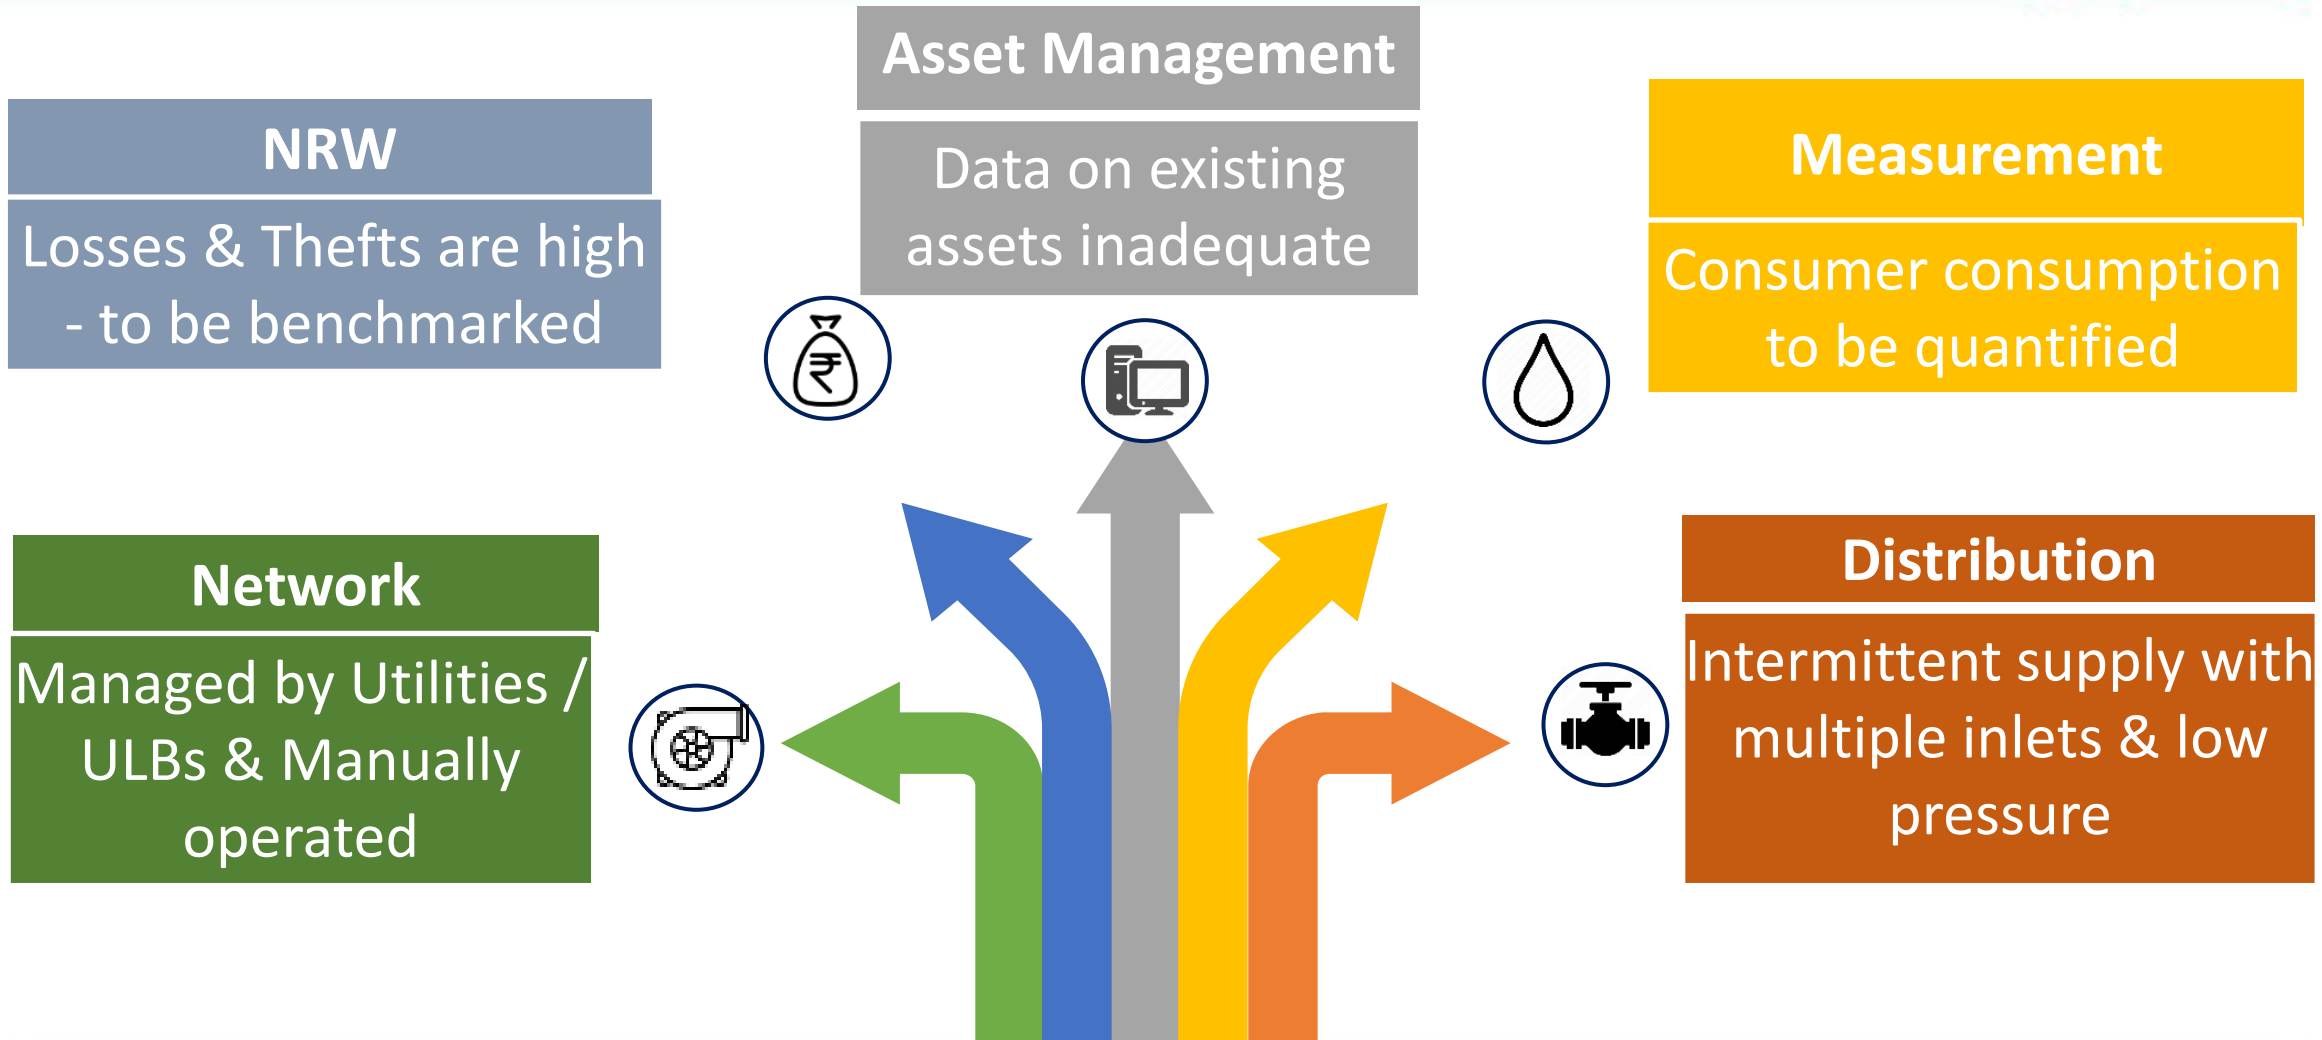 Asset Management
Data on existing
assets inadequate
NRW
Losses & Thefts are high
- to be benchmarked
Measurement
Consumer consumption
to be quantified
Network
Managed by Utilities /
ULBs & Manually
operated
Distribution
Intermittent supply with
multiple inlets & low
pressure
₹